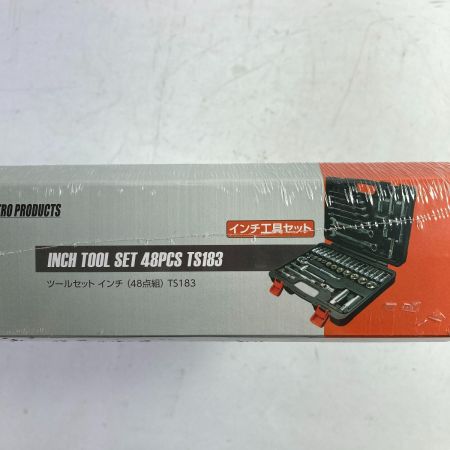 TRO PRODUCTS
インチ工具セット
INCH TOOL SET 48PCS TS183
ツールセット インチ (48点組) TS183